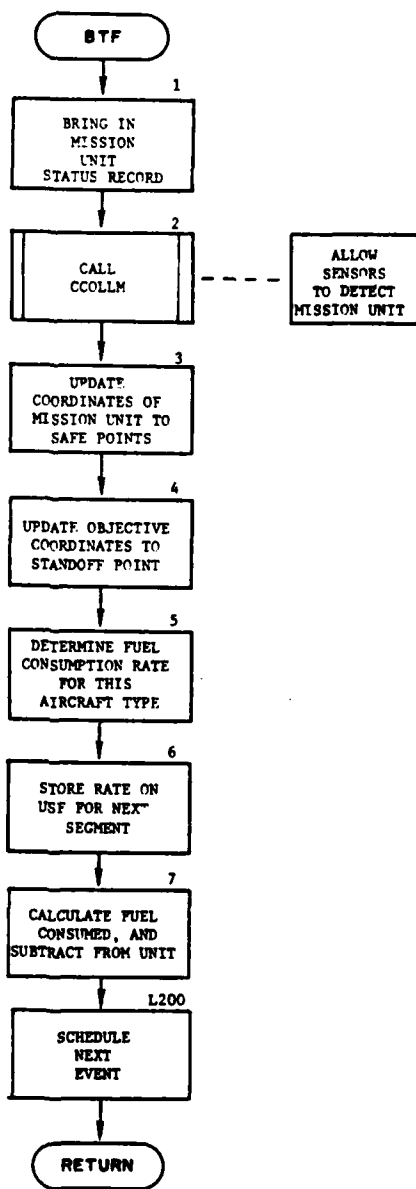 BTF
1
BRING IN
MISSION
UNIT
STATUS RECORD
2
CALL
CCOLLM
ALLOW
SENSORS
TO DETECT
MISSION UNIT
3
UPDATE
COORDINATES OF
MISSION UNIT TO
SAFE POINTS
4
UPDATE OBJECTIVE
COORDINATES TO
STANDOFF POINT
5
DETERMINE FUEL
CONSUMPTION RATE
FOR THIS
AIRCRAFT TYPE
6
STORE RATE ON
USF FOR NEXT
SEGMENT
7
CALCULATE FUEL
CONSUMED, AND
SUBTRACT FROM UNIT
L200
SCHEDULE
NEXT
EVENT
RETURN